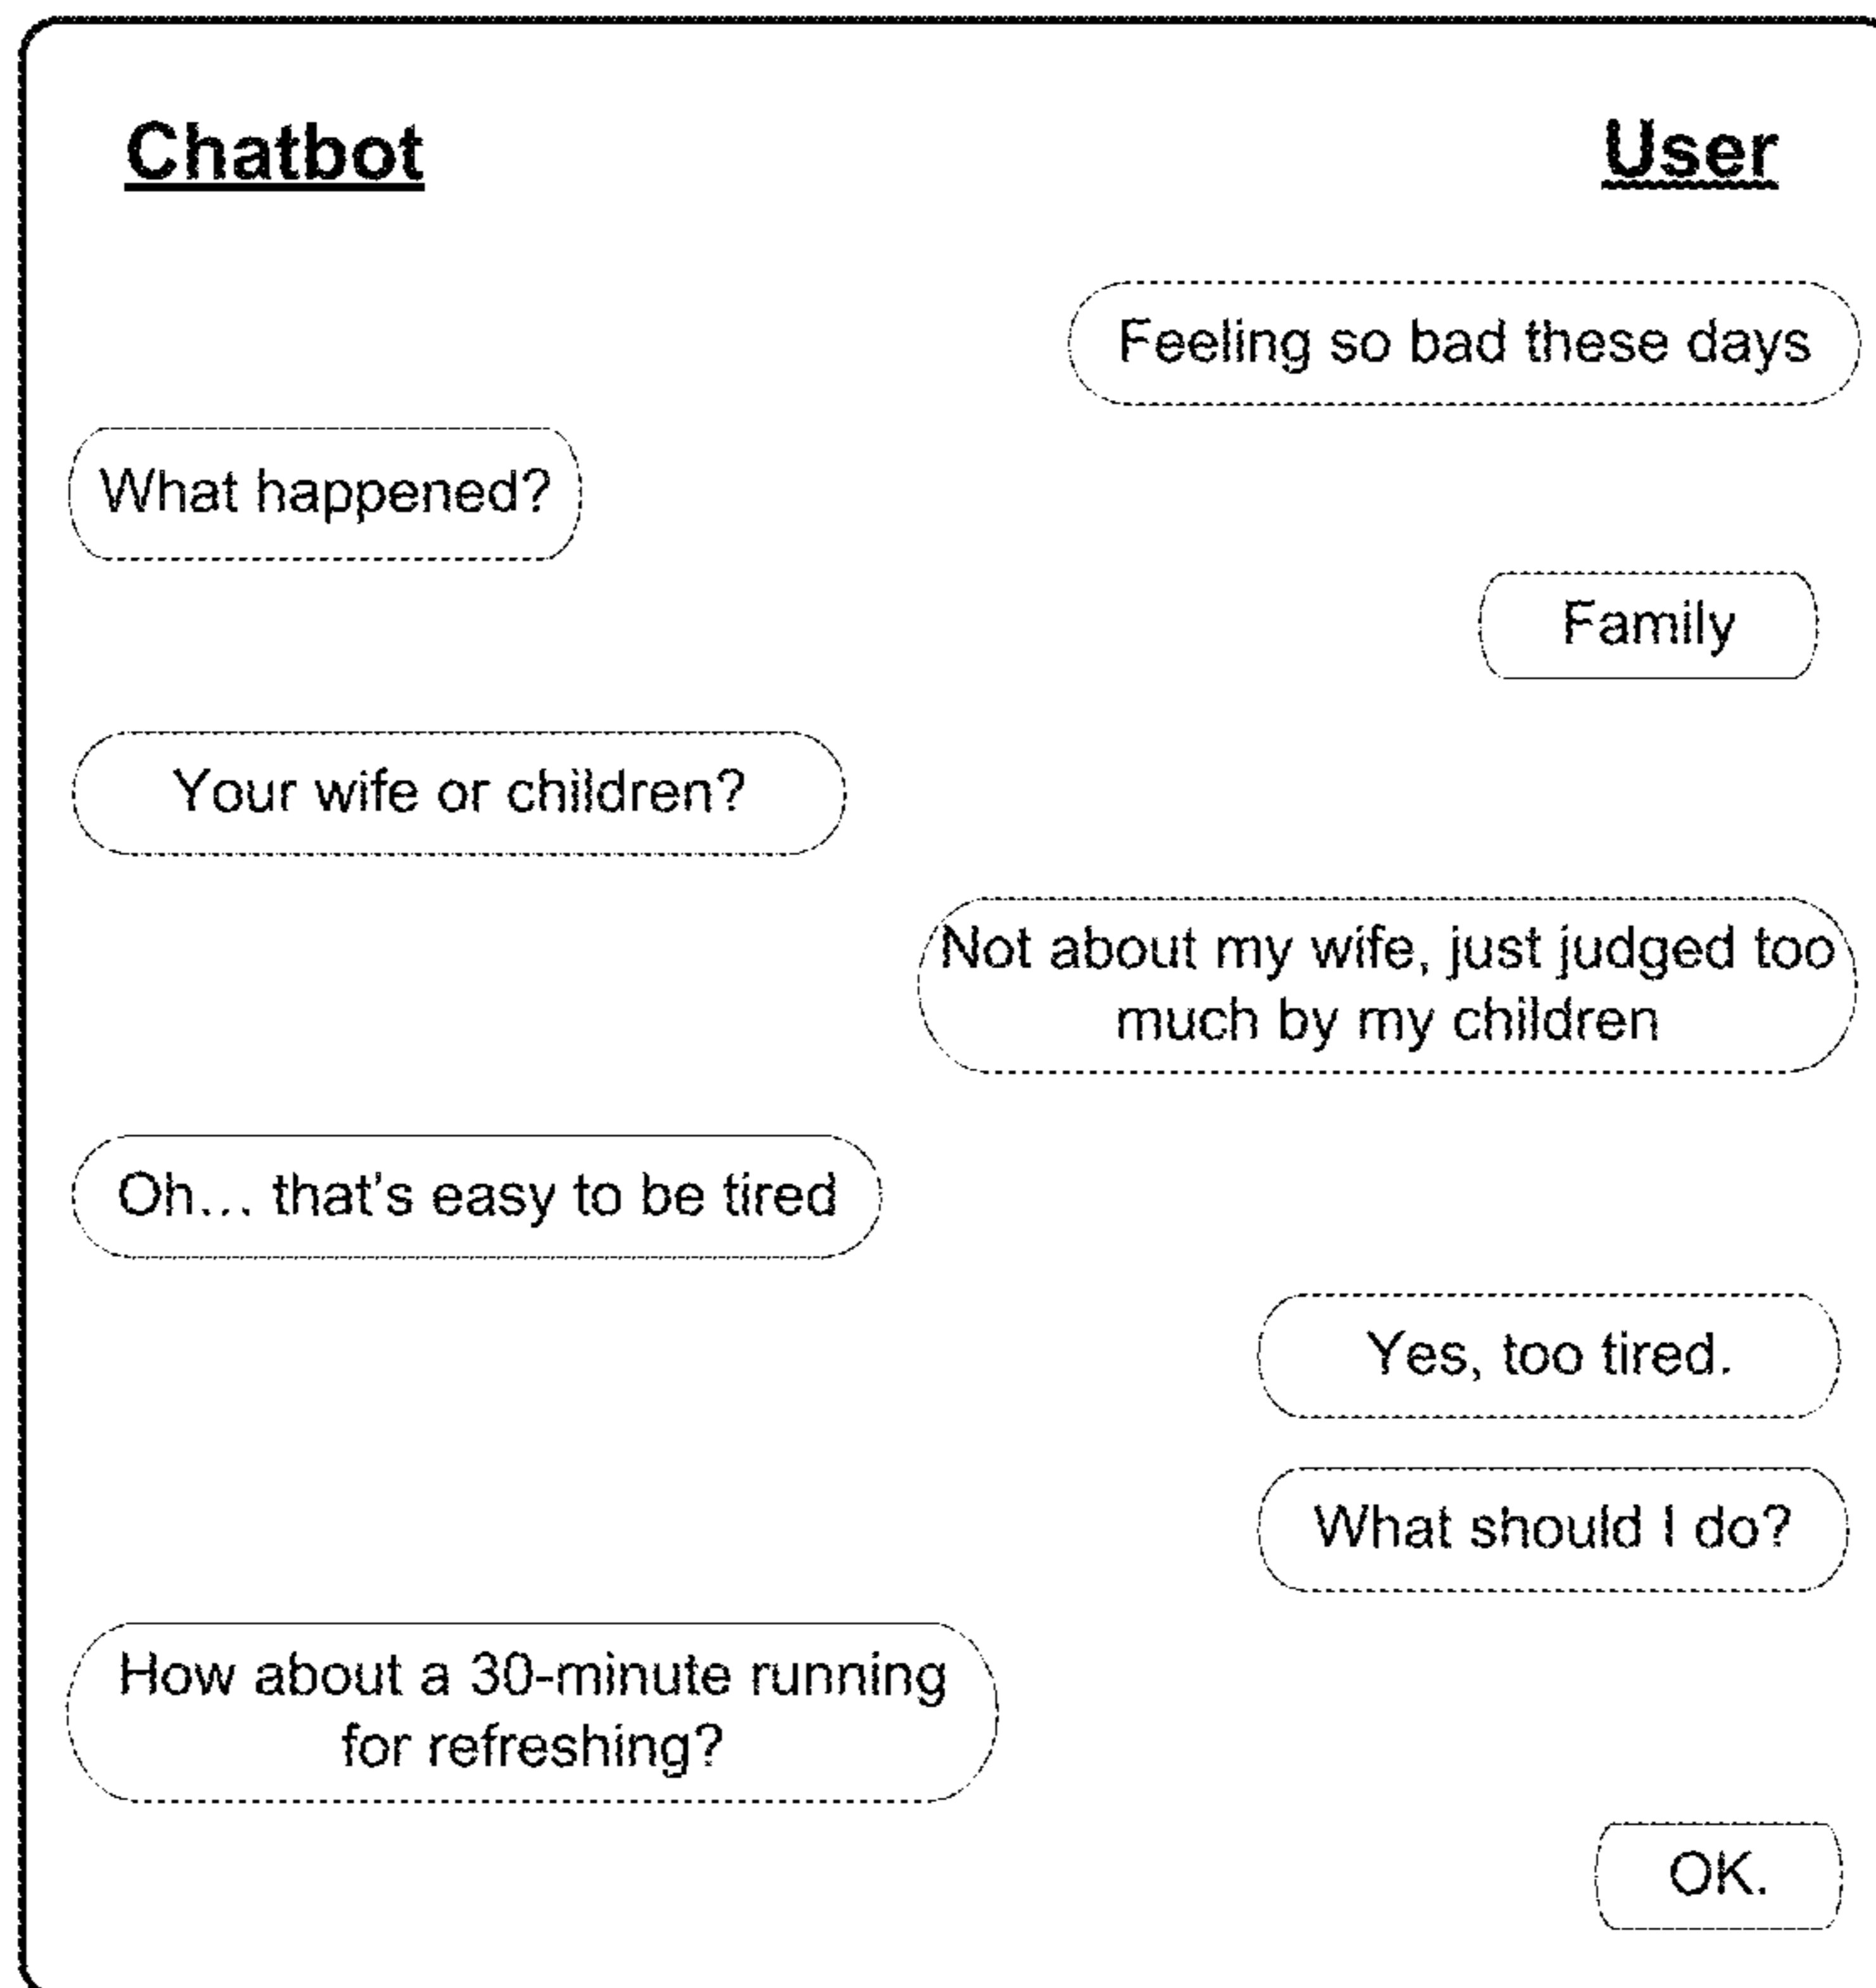 Chatbot
User
Feeling so bad these days
What happened?
Family
Your wife or children?
Not about my wife, just judged too
much by my children
Oh... that's easy to be tired
Yes, too tired.
What should I do?
How about a 30-minute running
for refreshing?
OK.